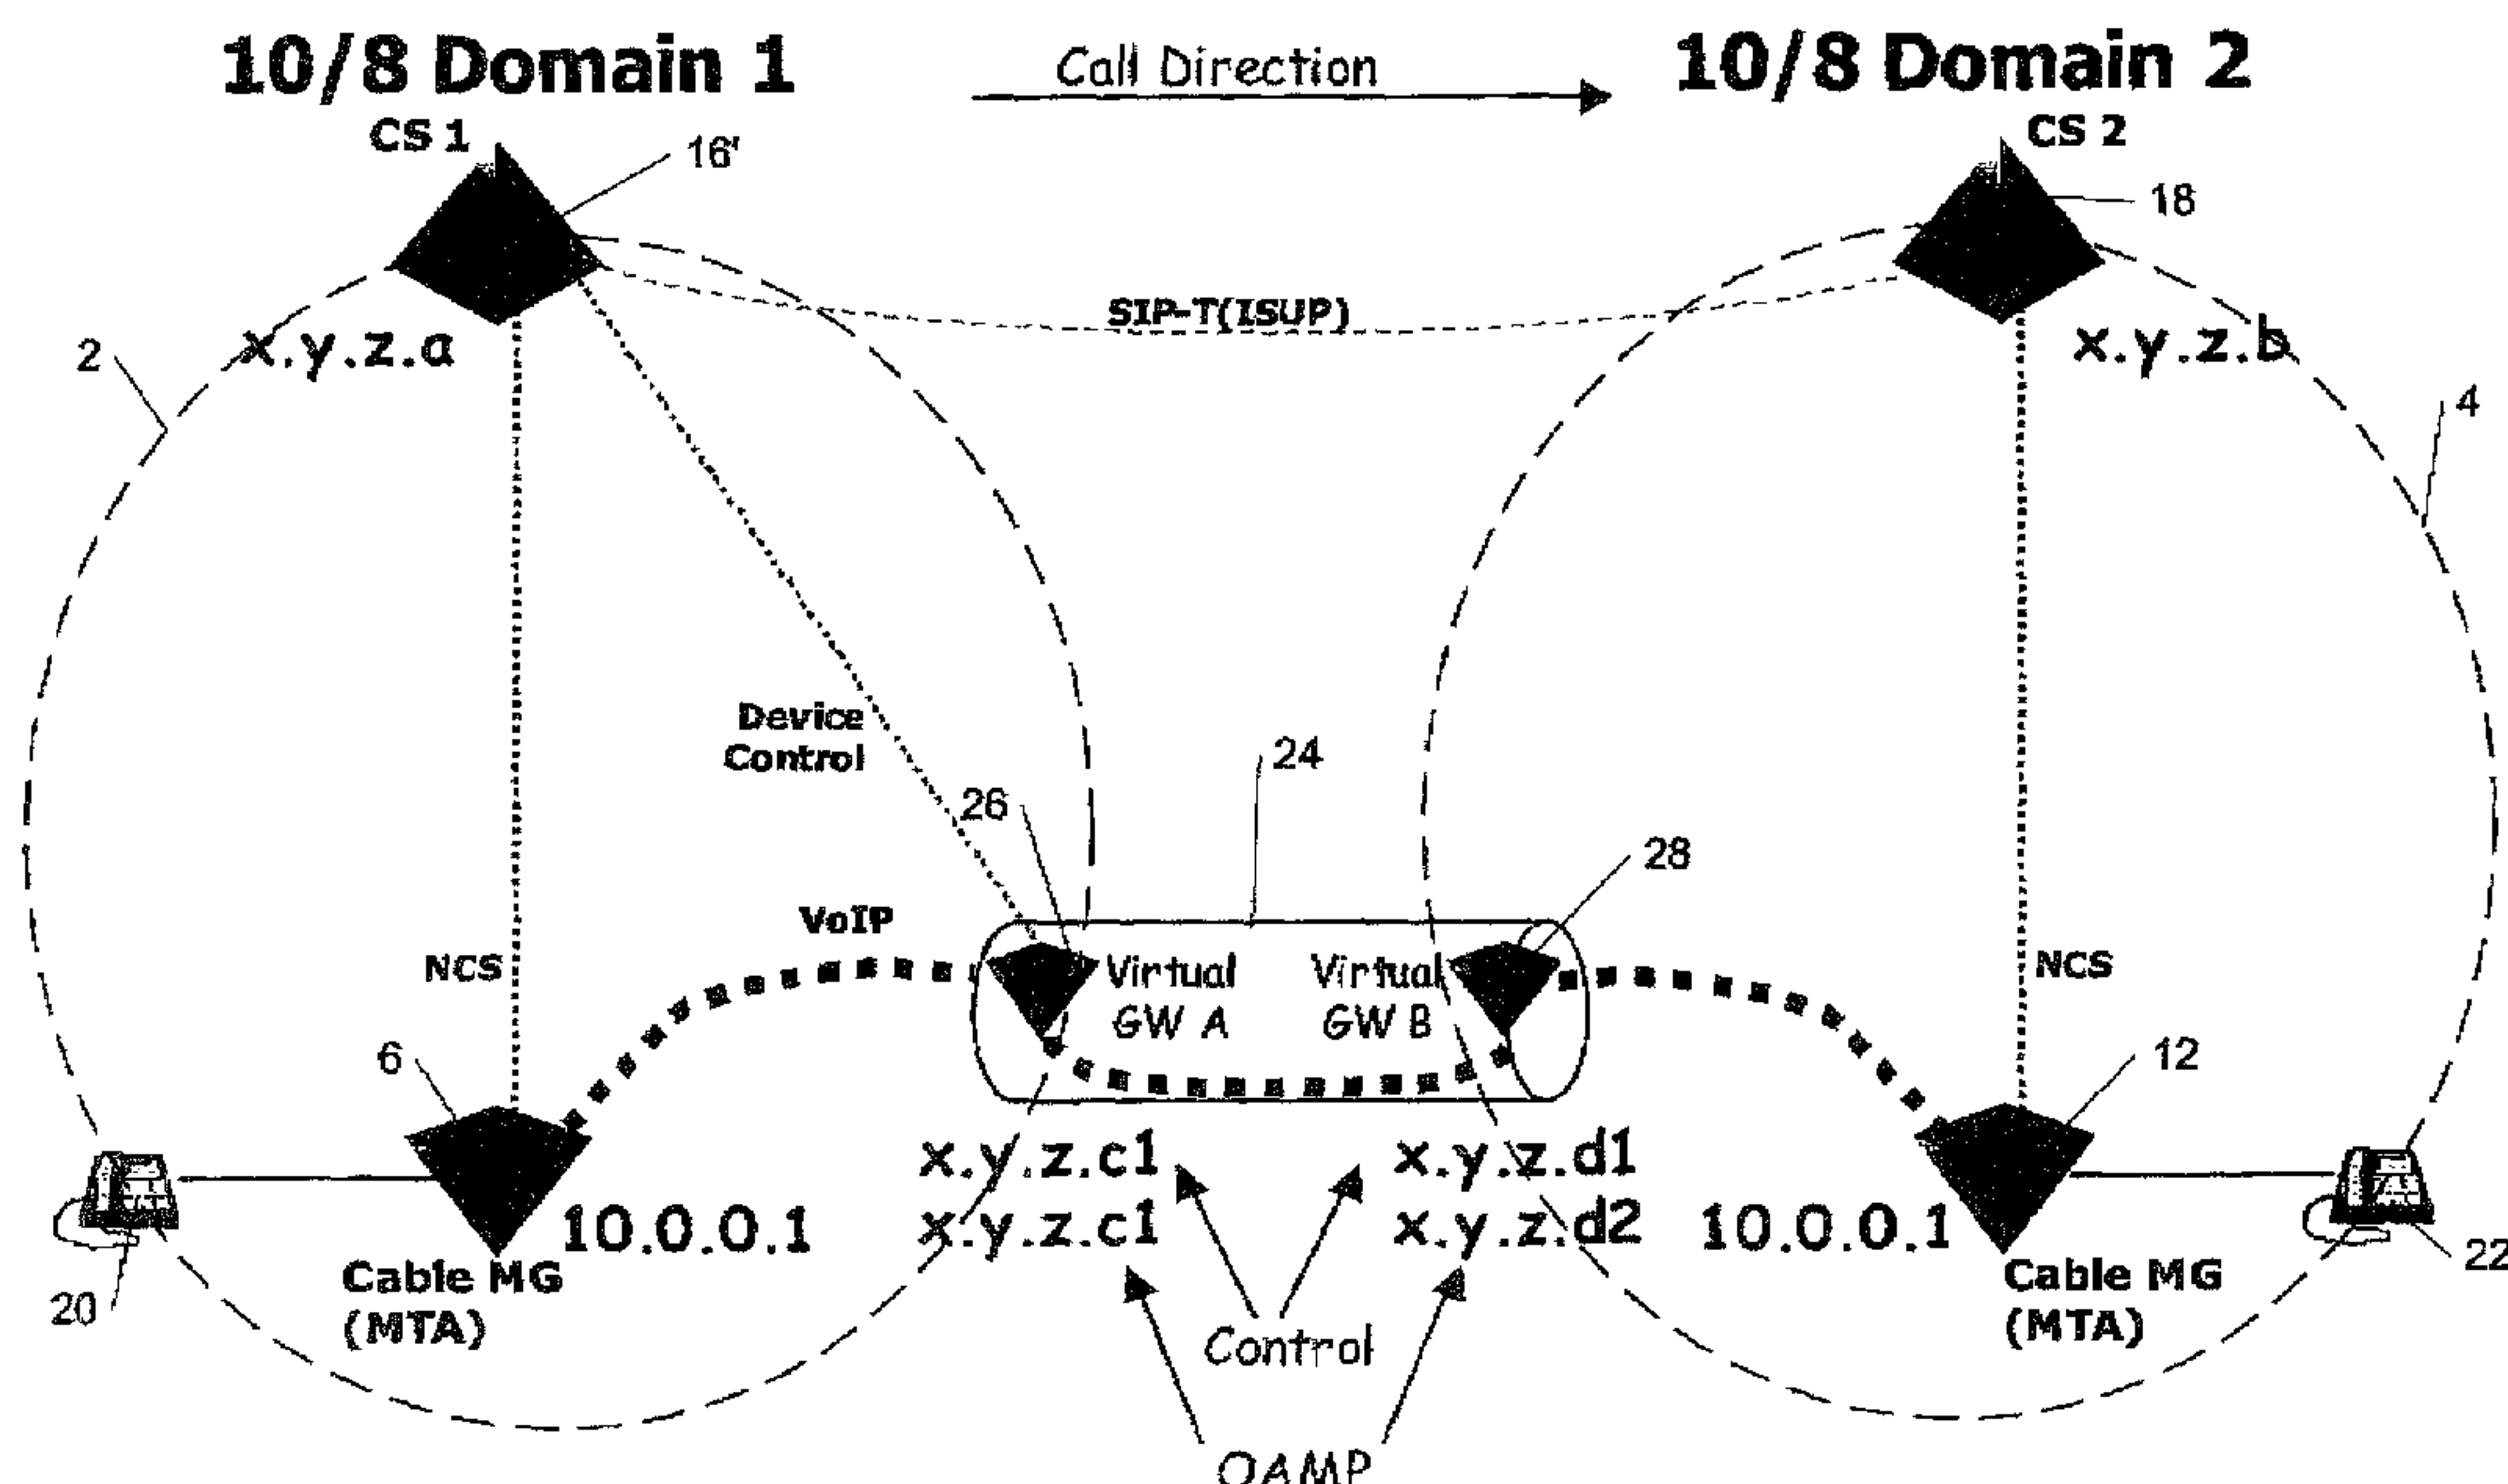 10/8 Domain 1
Call Direction
10/8 Domain 2
CS 1
16'
CS 2
18
SIP-T(ISUP)
x.y.z.a
x.y.z.b
2
4
Device
Control
24
26
28
VoIP
NCS
Virtual
GW A
Virtual
GW B
NCS
6
12
x.y.z.c1
x.y.z.d1
10.0.0.1
x.y.z.c1
x.y.z.d2
10.0.0.1
Cable MG
(MTA)
20
Cable MG
(MTA)
22
Control
OAMP